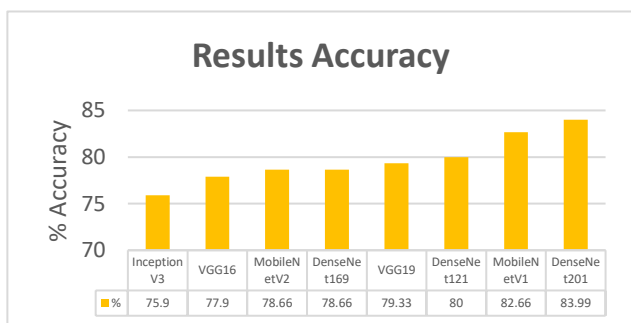 Results Accuracy
% Accuracy
85
80
75
70
Inception MobileN DenseNe DenseNe MobileN DenseNe
V3 VGG16 etV2 t169 VGG19 t121 etV1 t201
% 75.9 77.9 78.66 78.66 79.33 80 82.66 83.99